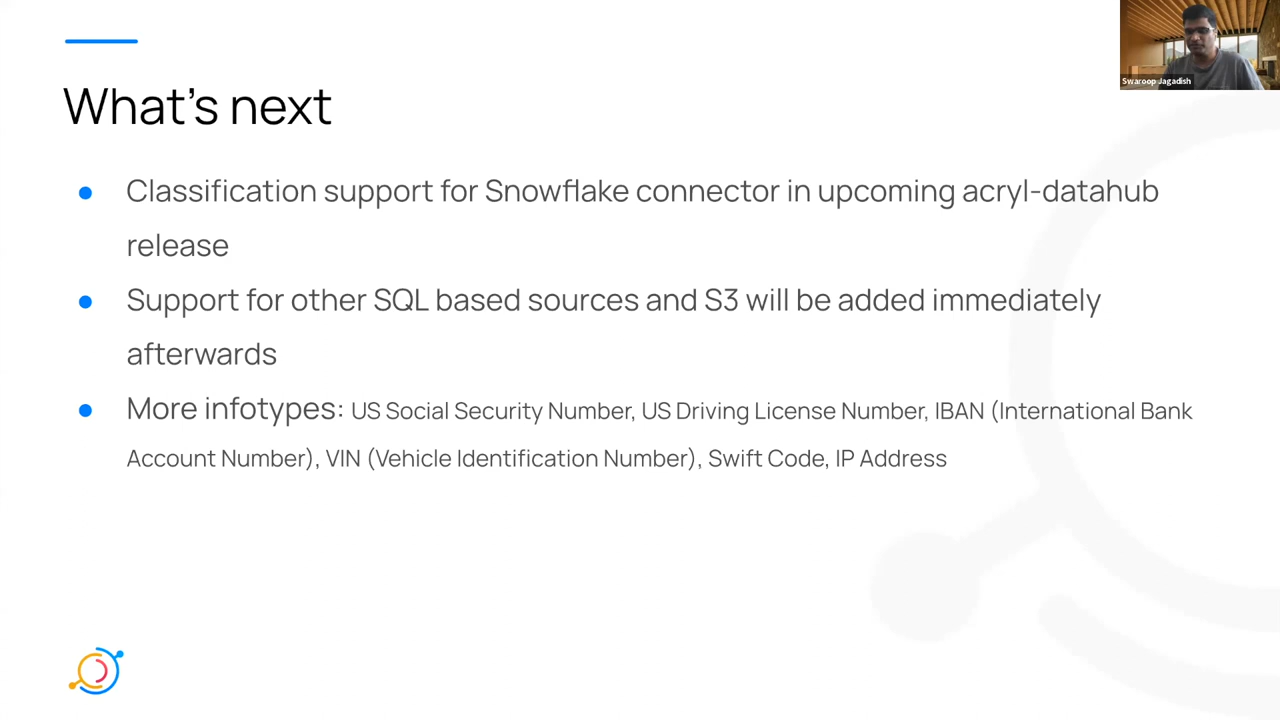 Swaroop Jagadish
What's next
● Classification support for Snowflake connector in upcoming acryl-datahub
release
● Support for other SQL based sources and S3 will be added immediately
afterwards
● More infotypes: US Social Security Number, US Driving License Number, IBAN (International Bank
Account Number), VIN (Vehicle Identification Number), Swift Code, IP Address